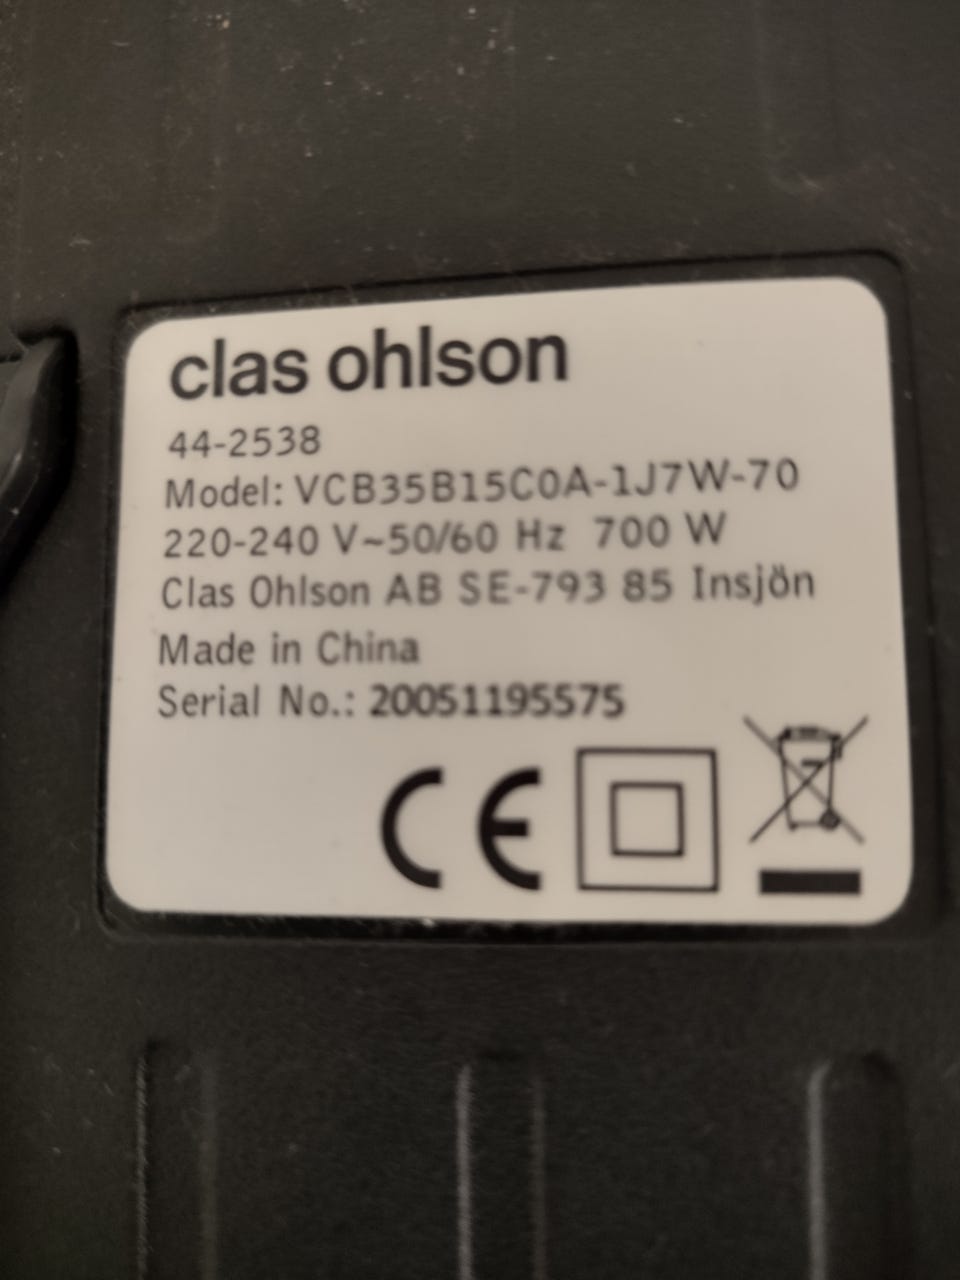 clas ohlson
44-2538
Model: VCB35B15C0A-1J7W-70
220-240 V~50/60 Hz 700 W
Clas Ohlson AB SE-793 85 Insjön
Made in China
Serial No.: 20051195575
CE